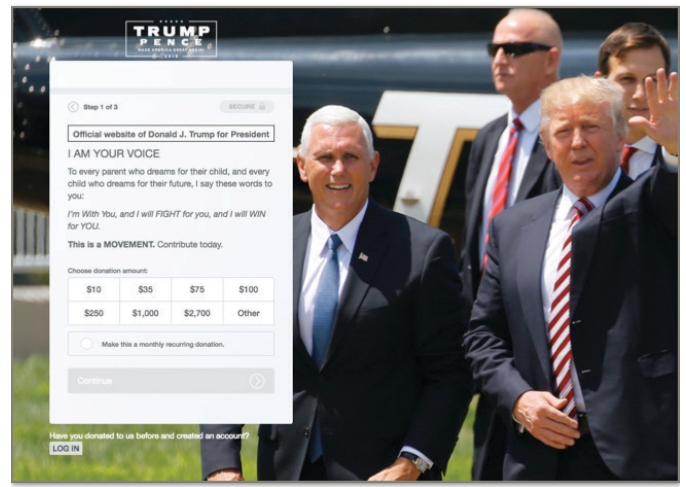 TRUMP
PENCE
MAKE AMERICA GREAT AGAIN!
Step 1 of 3
SECURE
Official website of Donald J. Trump for President
I AM YOUR VOICE
To every parent who dreams for their child, and every
child who dreams for their future, I say these words to
you:
I'm With You, and I will FIGHT for you, and I will WIN
for YOU.
This is a MOVEMENT. Contribute today.
Choose donation amount:
$10 $35 $75 $100
$250 $1,000 $2,700 Other
Make this a monthly recurring donation.
Continue
Have you donated to us before and created an account?
LOG IN